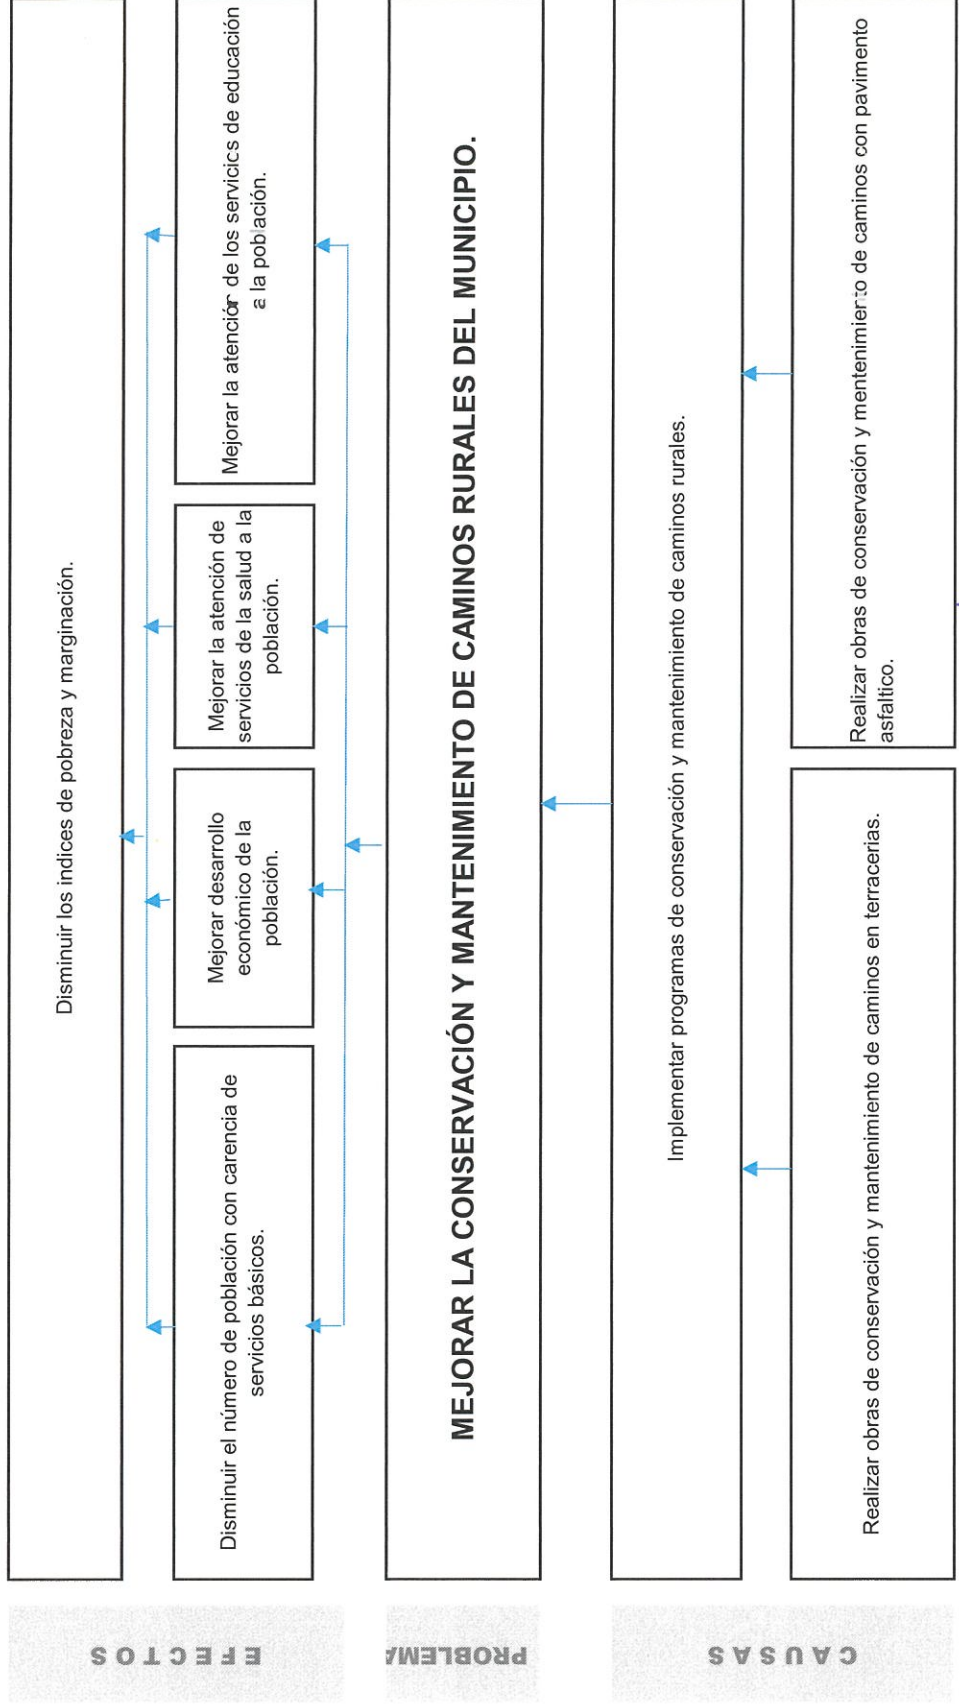 EFECTOS
Disminuir los indices de pobreza y marginación.
Disminuir el número de población con carencia de
servicios básicos.
Mejorar desarrollo
económico de la
población.
Mejorar la atención de
servicios de la salud a la
población.
Mejorar la atención de los servicics de educación
a la población.
PROBLEMA
MEJORAR LA CONSERVACIÓN Y MANTENIMIENTO DE CAMINOS RURALES DEL MUNICIPIO.
CAUSAS
Implementar programas de conservación y mantenimiento de caminos rurales.
Realizar obras de conservación y mantenimiento de caminos en terracerias.
Realizar obras de conservación y mentenimiento de caminos con pavimento
asfaltico.